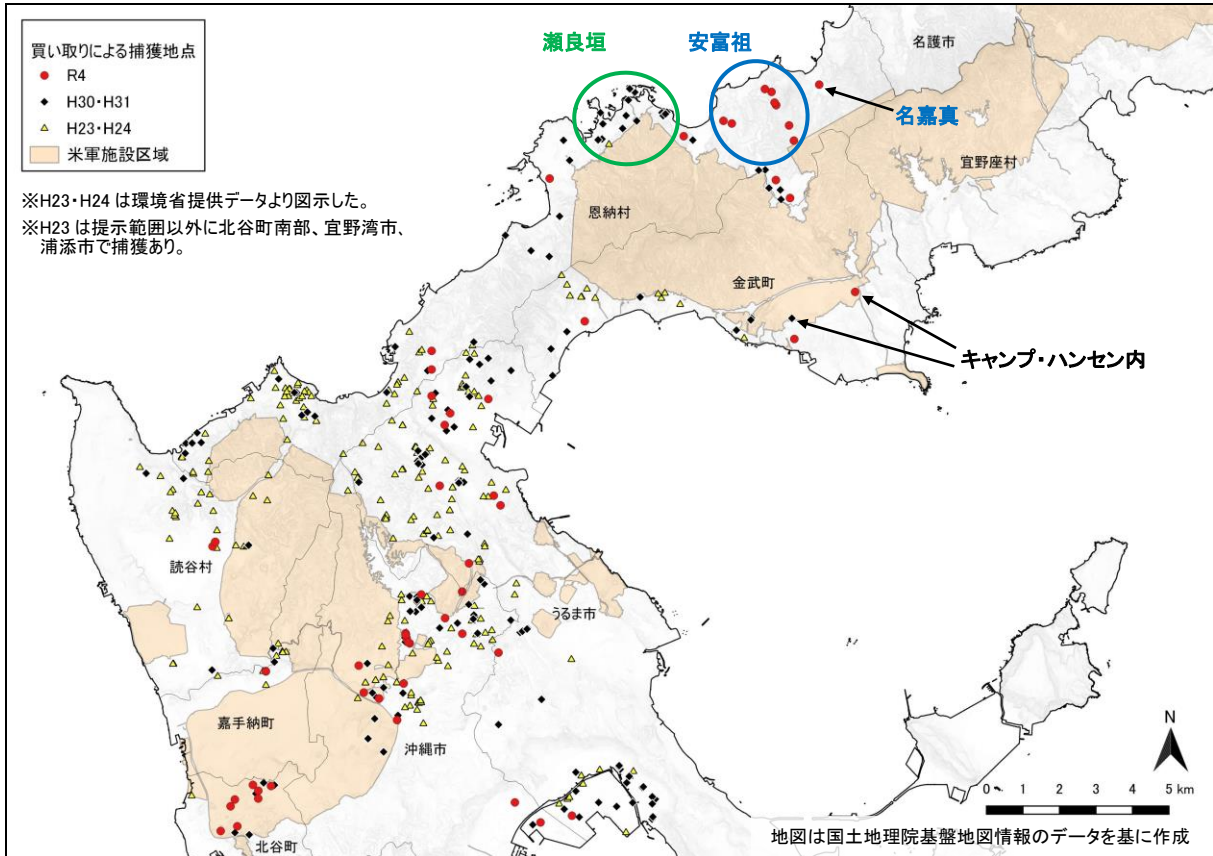 買い取りによる捕獲地点
R4
H30・H31
H23・H24
米軍施設区域
※H23・H24 は環境省提供データより図示した。
※H23 は提示範囲以外に北谷町南部、宜野湾市、
浦添市で捕獲あり。
瀬良垣
安富祖
名護市
名嘉真
宜野座村
恩納村
金武町
キャンプ・ハンセン内
読谷村
うるま市
嘉手納町
沖縄市
北谷町
N
0 1 2 3 4 5 km
地図は国土地理院基盤地図情報のデータを基に作成